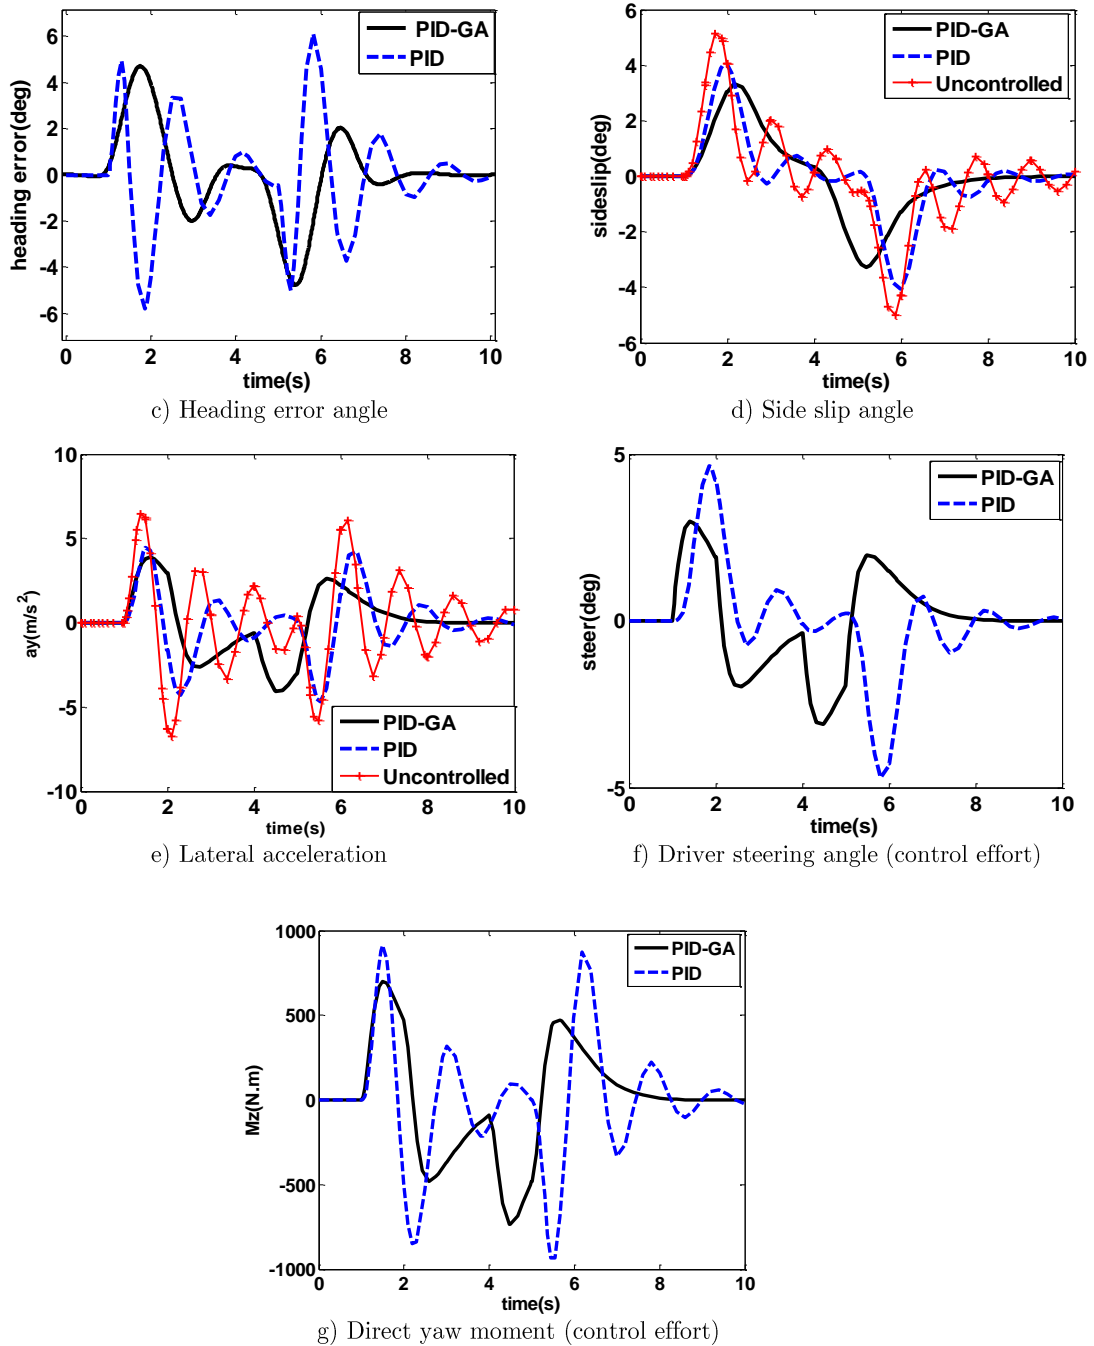 PID-GA
PID
heading error(deg)
6
4
2
0
-2
-4
-6
0 2 4 6 8 10
time(s)
c) Heading error angle
PID-GA
PID
Uncontrolled
sideslip(deg)
6
4
2
0
-2
-4
-6
0 2 4 6 8 10
time(s)
d) Side slip angle
ay(m/s²)
10
5
0
-5
-10
PID-GA
PID
Uncontrolled
0 2 4 6 8 10
time(s)
e) Lateral acceleration
PID-GA
PID
steer(deg)
5
0
-5
0 2 4 6 8 10
time(s)
f) Driver steering angle (control effort)
PID-GA
PID
Mz(N.m)
1000
500
0
-500
-1000
0 2 4 6 8 10
time(s)
g) Direct yaw moment (control effort)